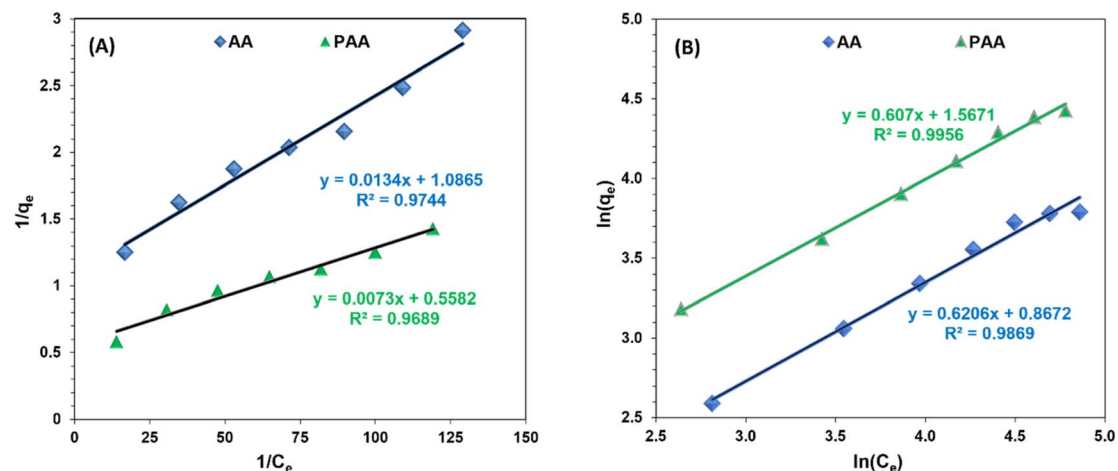 (A)
AA
PAA
3
2.5
2
1.5
1
0.5
0
1/qₑ
y = 0.0134x + 1.0865
R² = 0.9744
y = 0.0073x + 0.5582
R² = 0.9689
0
25
50
75
100
125
150
1/Cₑ
(B)
AA
PAA
5.0
4.5
4.0
3.5
3.0
2.5
ln(qₑ)
y = 0.607x + 1.5671
R² = 0.9956
y = 0.6206x + 0.8672
R² = 0.9869
2.5
3.0
3.5
4.0
4.5
5.0
ln(Cₑ)